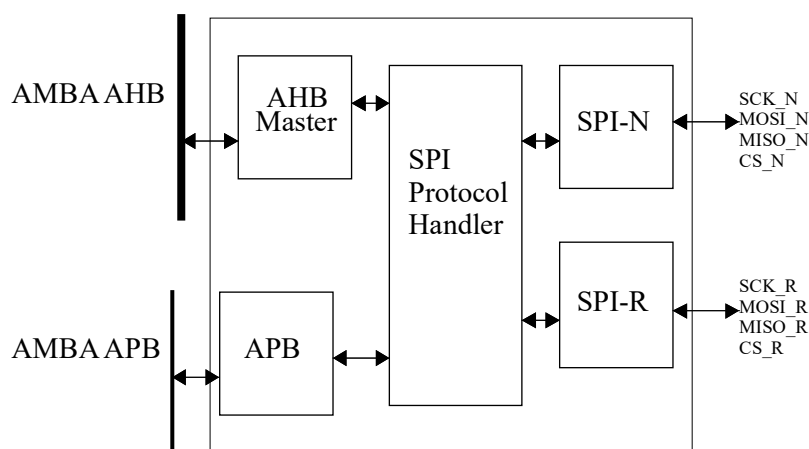 AMBA AHB
AHB
Master
SPI
Protocol
Handler
SPI-N
SCK_N
MOSI_N
MISO_N
CS_N
AMBA APB
APB
SPI-R
SCK_R
MOSI_R
MISO_R
CS_R